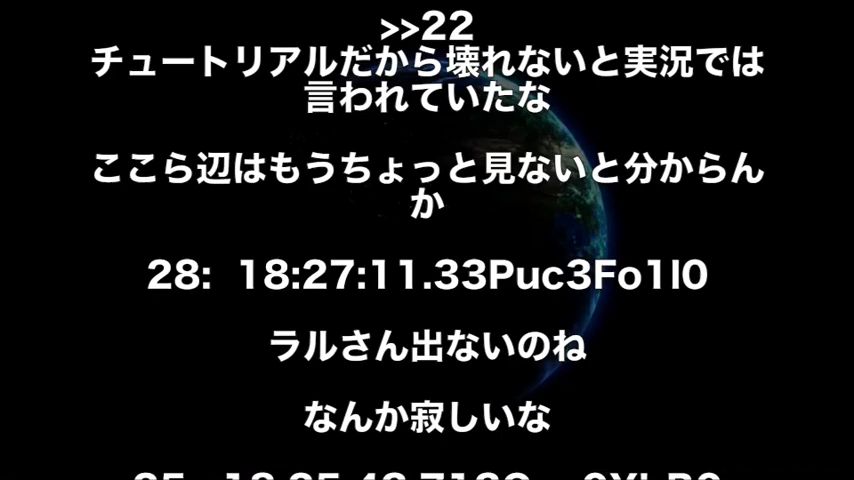 >>22
チュートリアルだから壊れないと実況では
言われていたな
ここら辺はもうちょっと見ないと分からん
か
28: 18:27:11.33Puc3Fo1l0
ラルさん出ないのね
なんか寂しいな